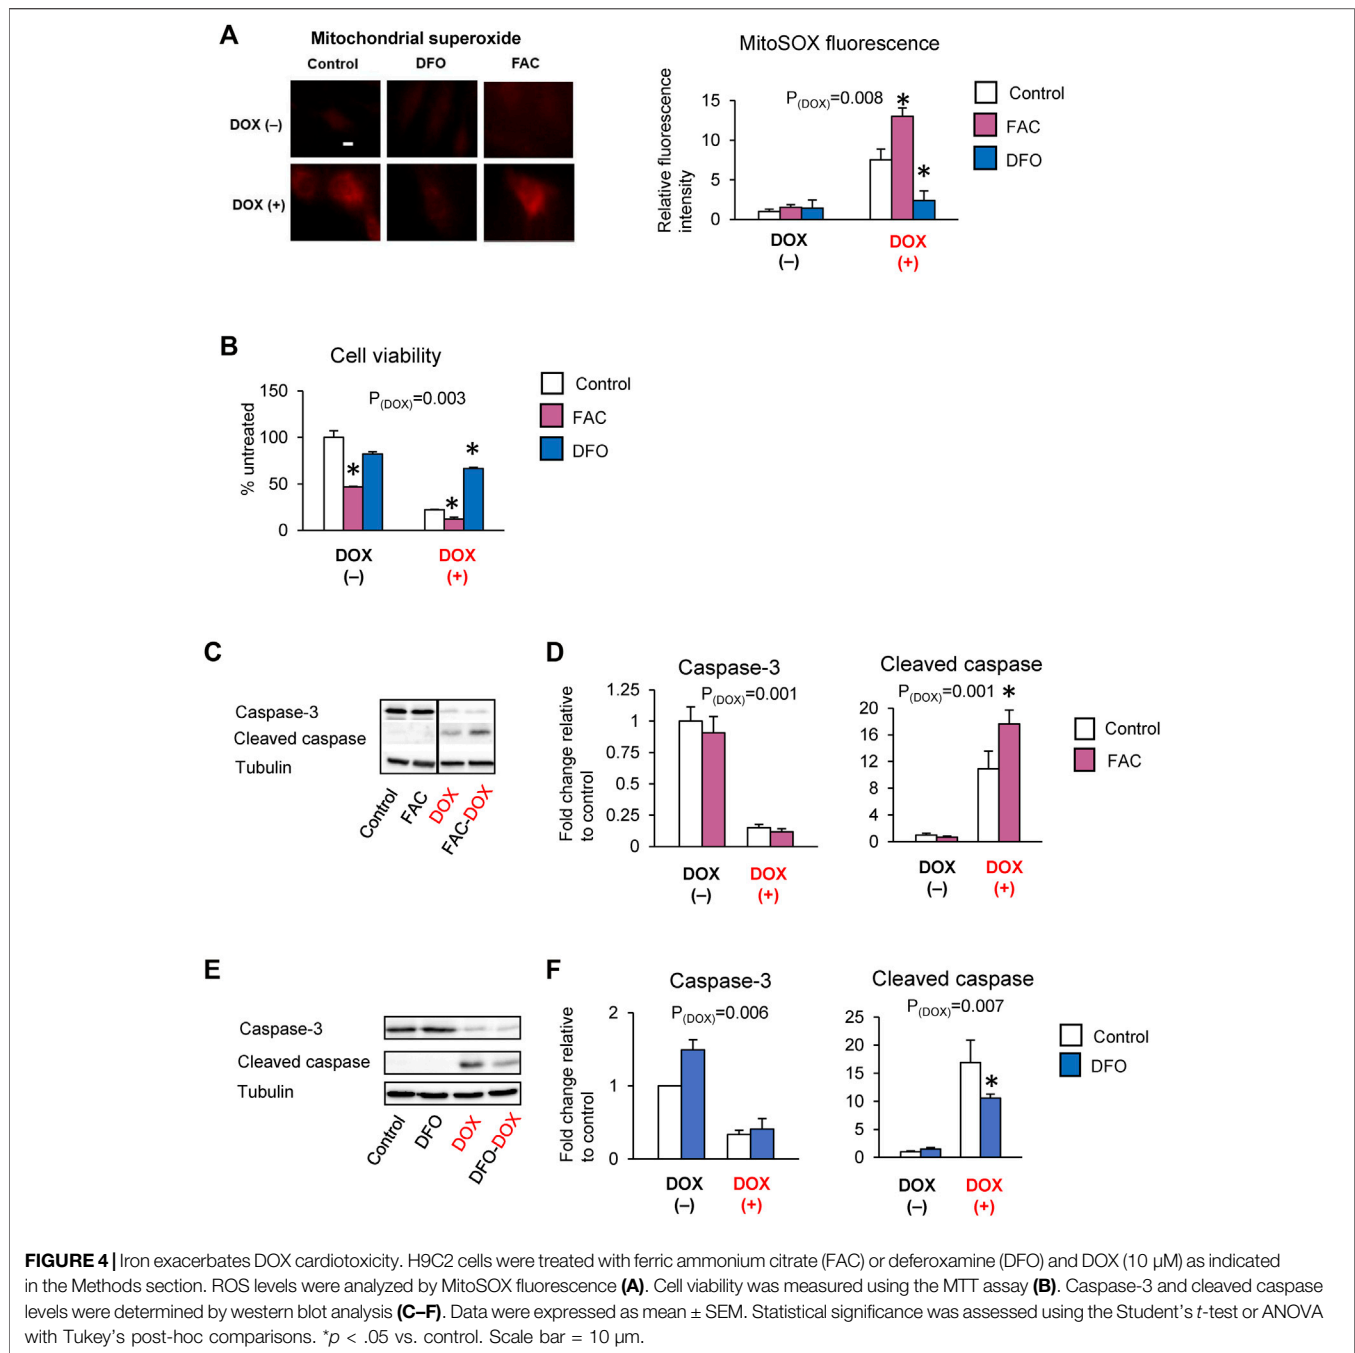 A
Mitochondrial superoxide
Control DFO FAC
DOX (–)
DOX (+)
MitoSOX fluorescence
P(DOX)=0.008
*
*
15
10
5
0
Relative fluorescence
intensity
DOX
(–)
DOX
(+)
Control
FAC
DFO
B
Cell viability
P(DOX)=0.003
150
100
50
0
% untreated
*
*
*
DOX
(–)
DOX
(+)
Control
FAC
DFO
C
Caspase-3
Cleaved caspase
Tubulin
Control
FAC
DOX
FAC-DOX
D
Caspase-3
P(DOX)=0.001
1.25
1
0.75
0.5
0.25
0
Fold change relative
to control
DOX
(–)
DOX
(+)
Cleaved caspase
P(DOX)=0.001
*
20
16
12
8
4
0
DOX
(–)
DOX
(+)
Control
FAC
E
Caspase-3
Cleaved caspase
Tubulin
Control
DFO
DOX
DFO-DOX
F
Caspase-3
P(DOX)=0.006
2
1
0
Fold change relative
to control
DOX
(–)
DOX
(+)
Cleaved caspase
P(DOX)=0.007
25
20
15
10
5
0
*
DOX
(–)
DOX
(+)
Control
DFO
FIGURE 4 | Iron exacerbates DOX cardiotoxicity. H9C2 cells were treated with ferric ammonium citrate (FAC) or deferoxamine (DFO) and DOX (10 µM) as indicated
in the Methods section. ROS levels were analyzed by MitoSOX fluorescence (A). Cell viability was measured using the MTT assay (B). Caspase-3 and cleaved caspase
levels were determined by western blot analysis (C–F). Data were expressed as mean ± SEM. Statistical significance was assessed using the Student's t-test or ANOVA
with Tukey's post-hoc comparisons. *p < .05 vs. control. Scale bar = 10 µm.